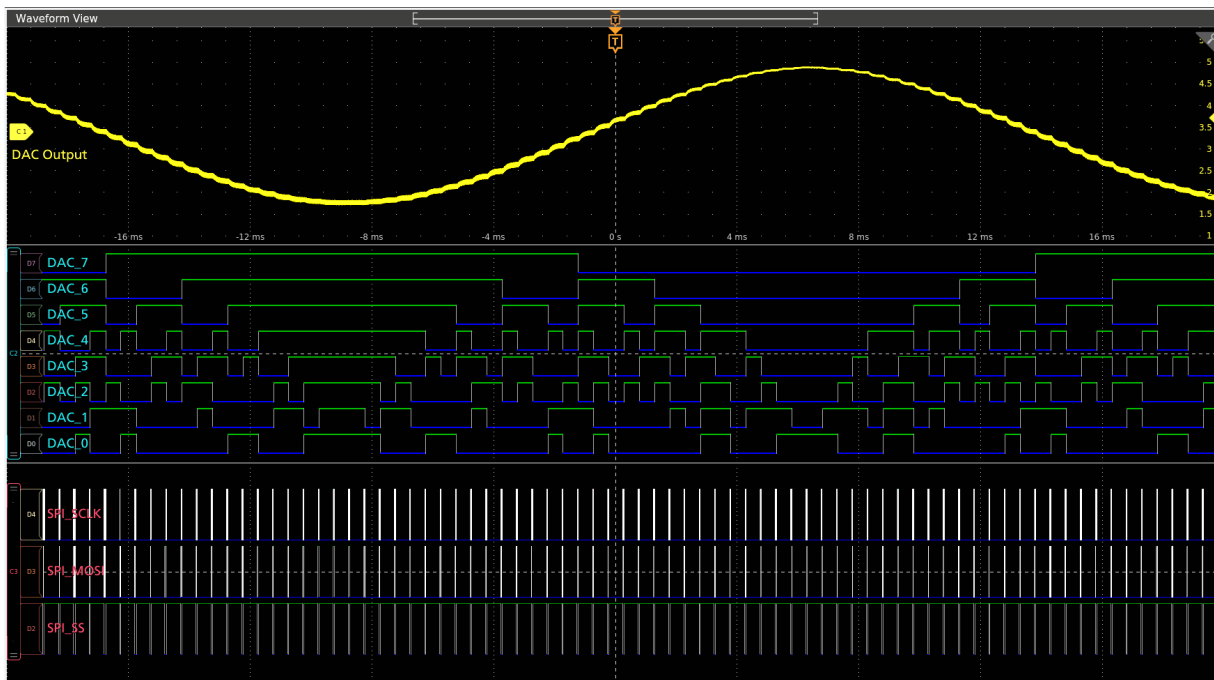 Waveform View
T
T
5
4.5
4
3.5
3
2.5
2
1.5
1
C 1
DAC Output
-16 ms -12 ms -8 ms -4 ms 0 s 4 ms 8 ms 12 ms 16 ms
D7 DAC_7
D6 DAC_6
D5 DAC_5
D4 DAC_4
C2
D3 DAC_3
D2 DAC_2
D1 DAC_1
D0 DAC_0
D4 SPI_SCLK
C3 D3 SPI_MOSI
D2 SPI_SS